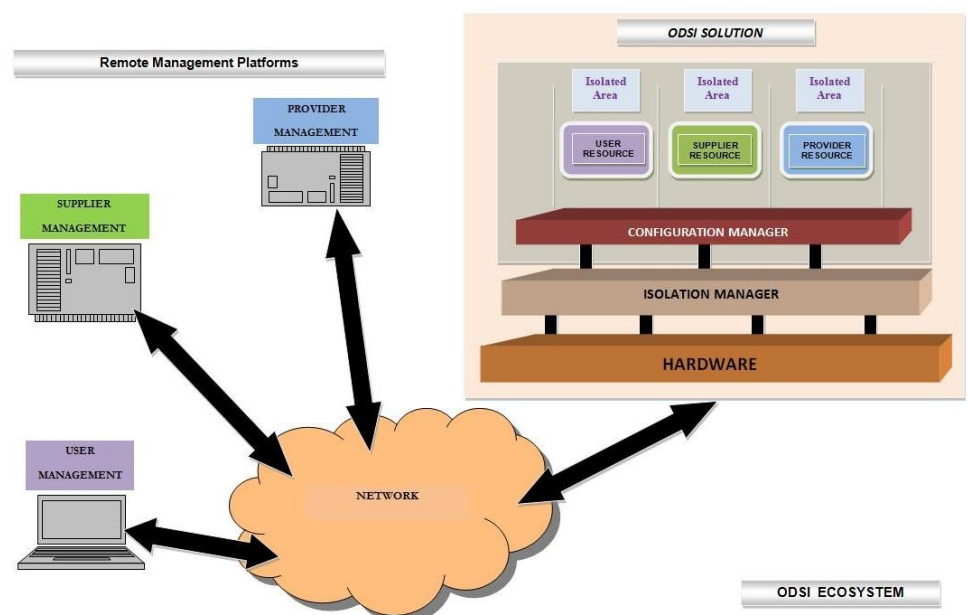 Remote Management Platforms
PROVIDER
MANAGEMENT
SUPPLIER
MANAGEMENT
USER
MANAGEMENT
NETWORK
ODSI SOLUTION
Isolated
Area
Isolated
Area
Isolated
Area
USER
RESOURCE
SUPPLIER
RESOURCE
PROVIDER
RESOURCE
CONFIGURATION MANAGER
ISOLATION MANAGER
HARDWARE
ODSI ECOSYSTEM